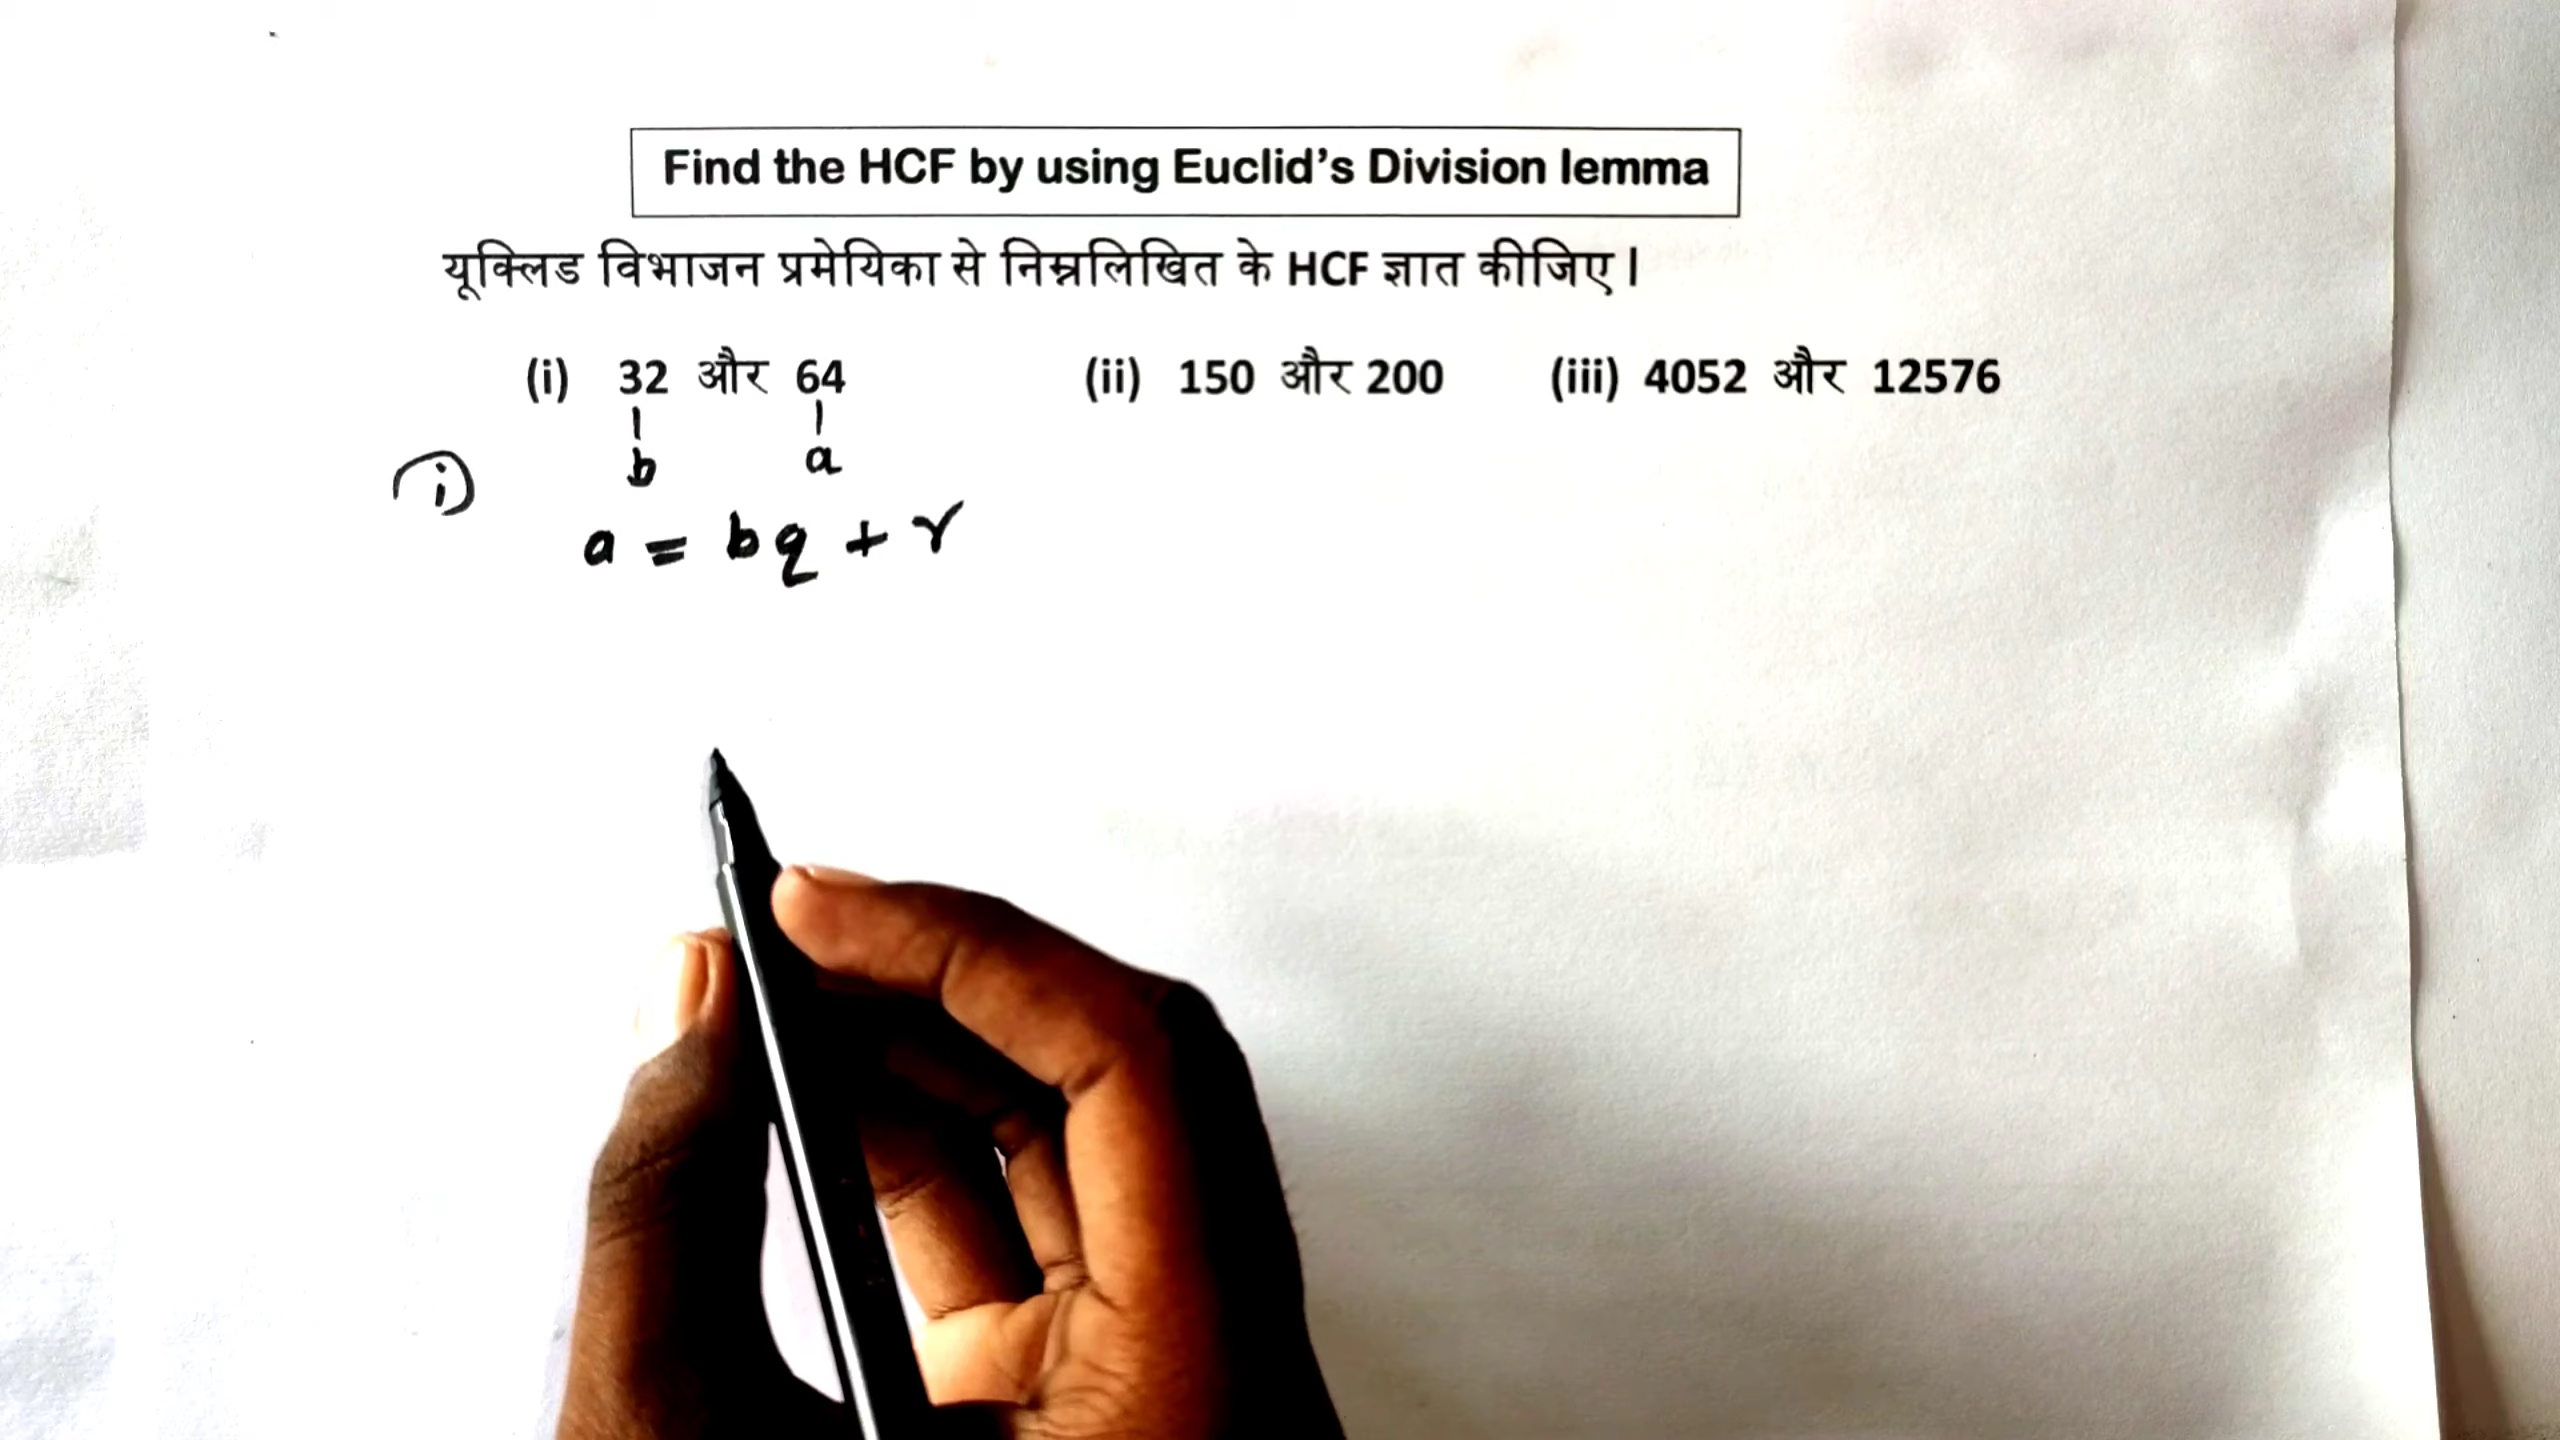 Find the HCF by using Euclid’s Division lemma
यूक्लिड विभाजन प्रमेयिका से निम्नलिखित के HCF ज्ञात कीजिए।
(i) 32 और 64 (ii) 150 और 200 (iii) 4052 और 12576
b a
i)
a = bq + r